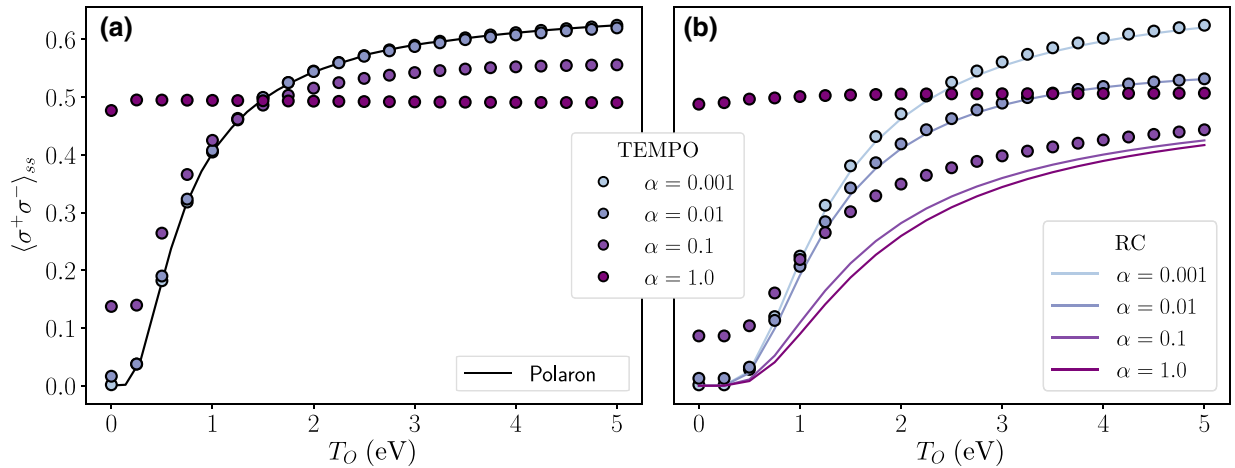 (a)
(b)
⟨σ⁺σ⁻⟩ₛₛ
0.6
0.5
0.4
0.3
0.2
0.1
0.0
TEMPO
α = 0.001
α = 0.01
α = 0.1
α = 1.0
Polaron
RC
α = 0.001
α = 0.01
α = 0.1
α = 1.0
0 1 2 3 4 5
0 1 2 3 4 5
T_O (eV)
T_O (eV)